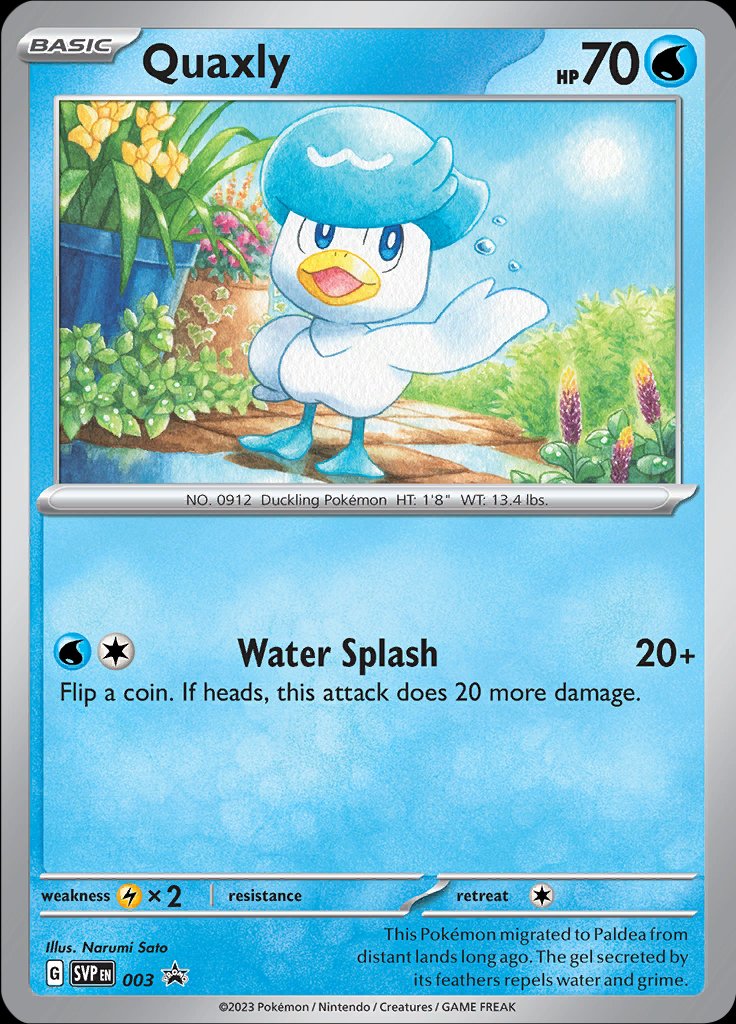 BASIC
Quaxly
HP 70
NO. 0912 Duckling Pokémon HT: 1'8" WT: 13.4 lbs.
Water Splash 20+
Flip a coin. If heads, this attack does 20 more damage.
weakness ×2 resistance retreat
Illus. Narumi Sato
This Pokémon migrated to Paldea from
distant lands long ago. The gel secreted by
its feathers repels water and grime.
G SVP EN 003 PROMO
©2023 Pokémon / Nintendo / Creatures / GAME FREAK